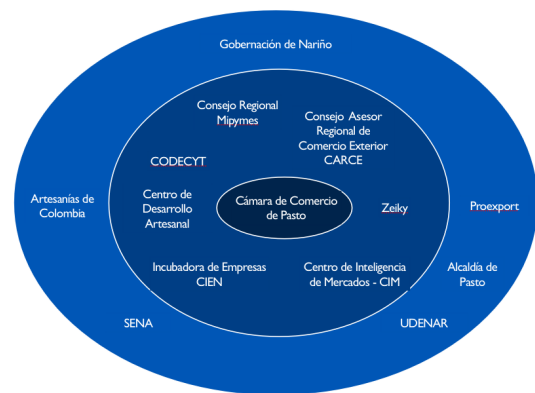 Gobernación de Nariño
Consejo Regional
Mipymes
Consejo Asesor
Regional de
Comercio Exterior
CARCE
CODECYT
Artesanías de
Colombia
Centro de
Desarrollo
Artesanal
Cámara de Comercio
de Pasto
Zeiky
Proexport
Incubadora de Empresas
CIEN
Centro de Inteligencia
de Mercados - CIM
Alcaldía de
Pasto
SENA
UDENAR